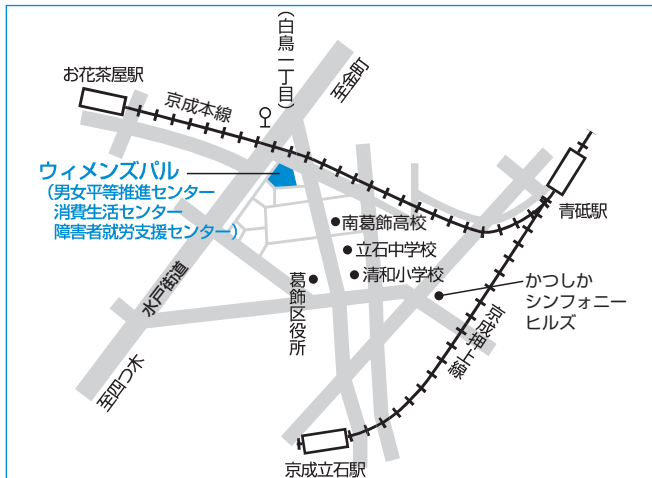 （白鳥一丁目）
至金町
お花茶屋駅
京成本線
ウィメンズパル
（男女平等推進センター
消費生活センター
障害者就労支援センター）
青砥駅
南葛飾高校
立石中学校
清和小学校
水戸街道
葛飾区役所
かつしか
シンフォニー
ヒルズ
京成押上線
至四つ木
京成立石駅